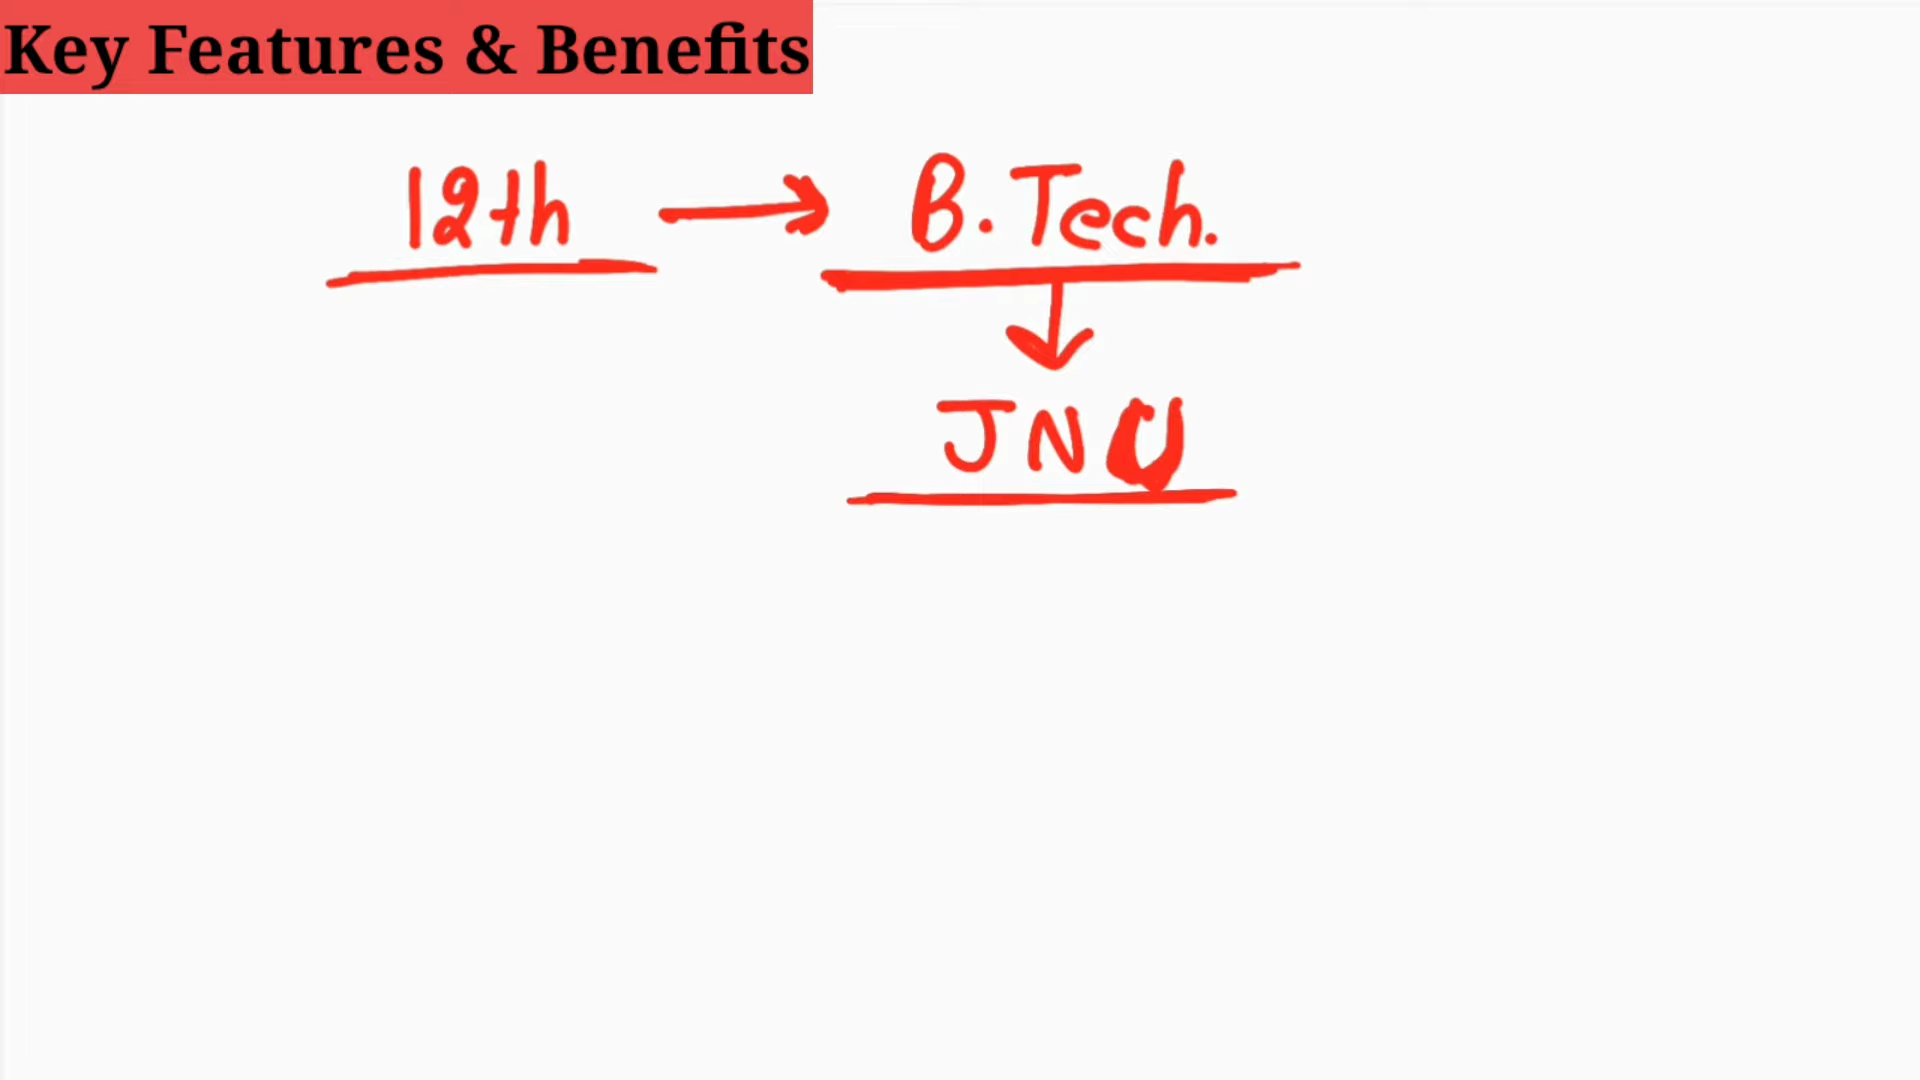 Key Features & Benefits
12th → B.Tech.
↓
JNU